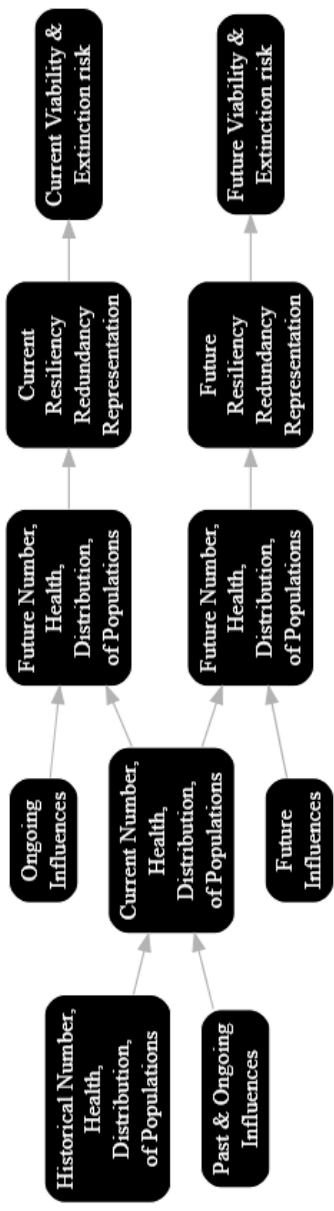 Historical Number,
Health,
Distribution,
of Populations
Past & Ongoing
Influences
Ongoing
Influences
Current Number,
Health,
Distribution,
of Populations
Future
Influences
Future Number,
Health,
Distribution,
of Populations
Future Number,
Health,
Distribution,
of Populations
Current
Resiliency
Redundancy
Representation
Future
Resiliency
Redundancy
Representation
Current Viability &
Extinction risk
Future Viability &
Extinction risk